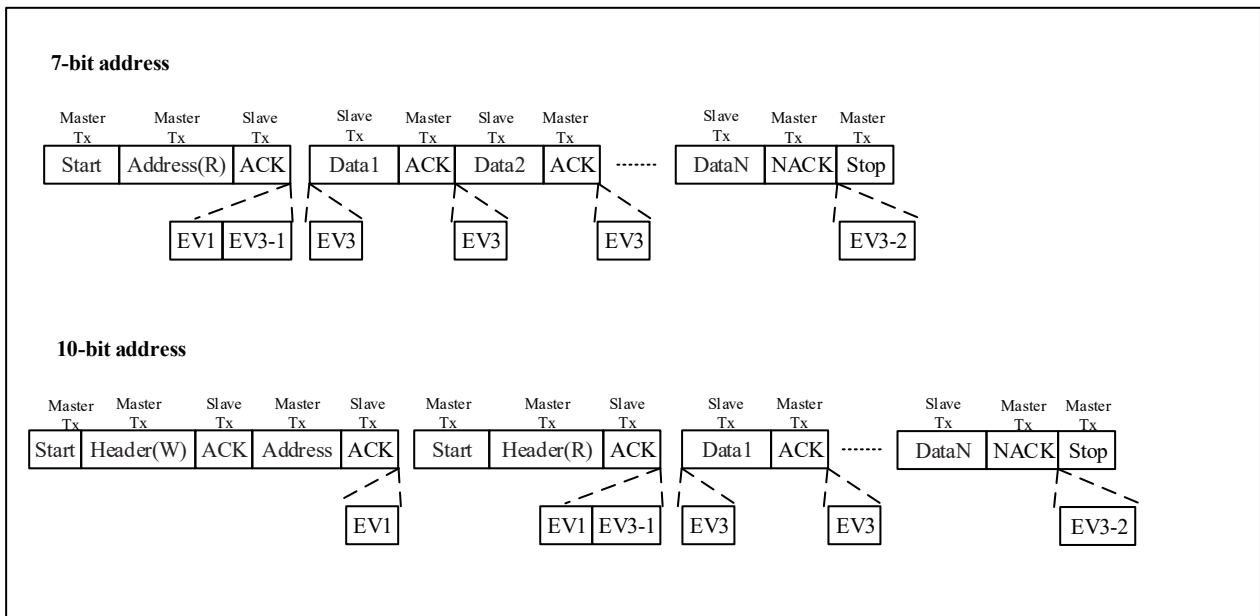 7-bit address
Master Tx Master Tx Slave Tx Slave Tx Master Tx Slave Tx Master Tx Slave Tx Master Tx Master Tx
Start Address(R) ACK Data1 ACK Data2 ACK ........ DataN NACK Stop
EV1 EV3-1 EV3 EV3 EV3 EV3-2
10-bit address
Master Tx Master Tx Slave Tx Master Tx Slave Tx Master Tx Master Tx Slave Tx Slave Tx Master Tx Slave Tx Master Tx Master Tx
Start Header(W) ACK Address ACK Start Header(R) ACK Data1 ACK ........ DataN NACK Stop
EV1 EV1 EV3-1 EV3 EV3 EV3-2